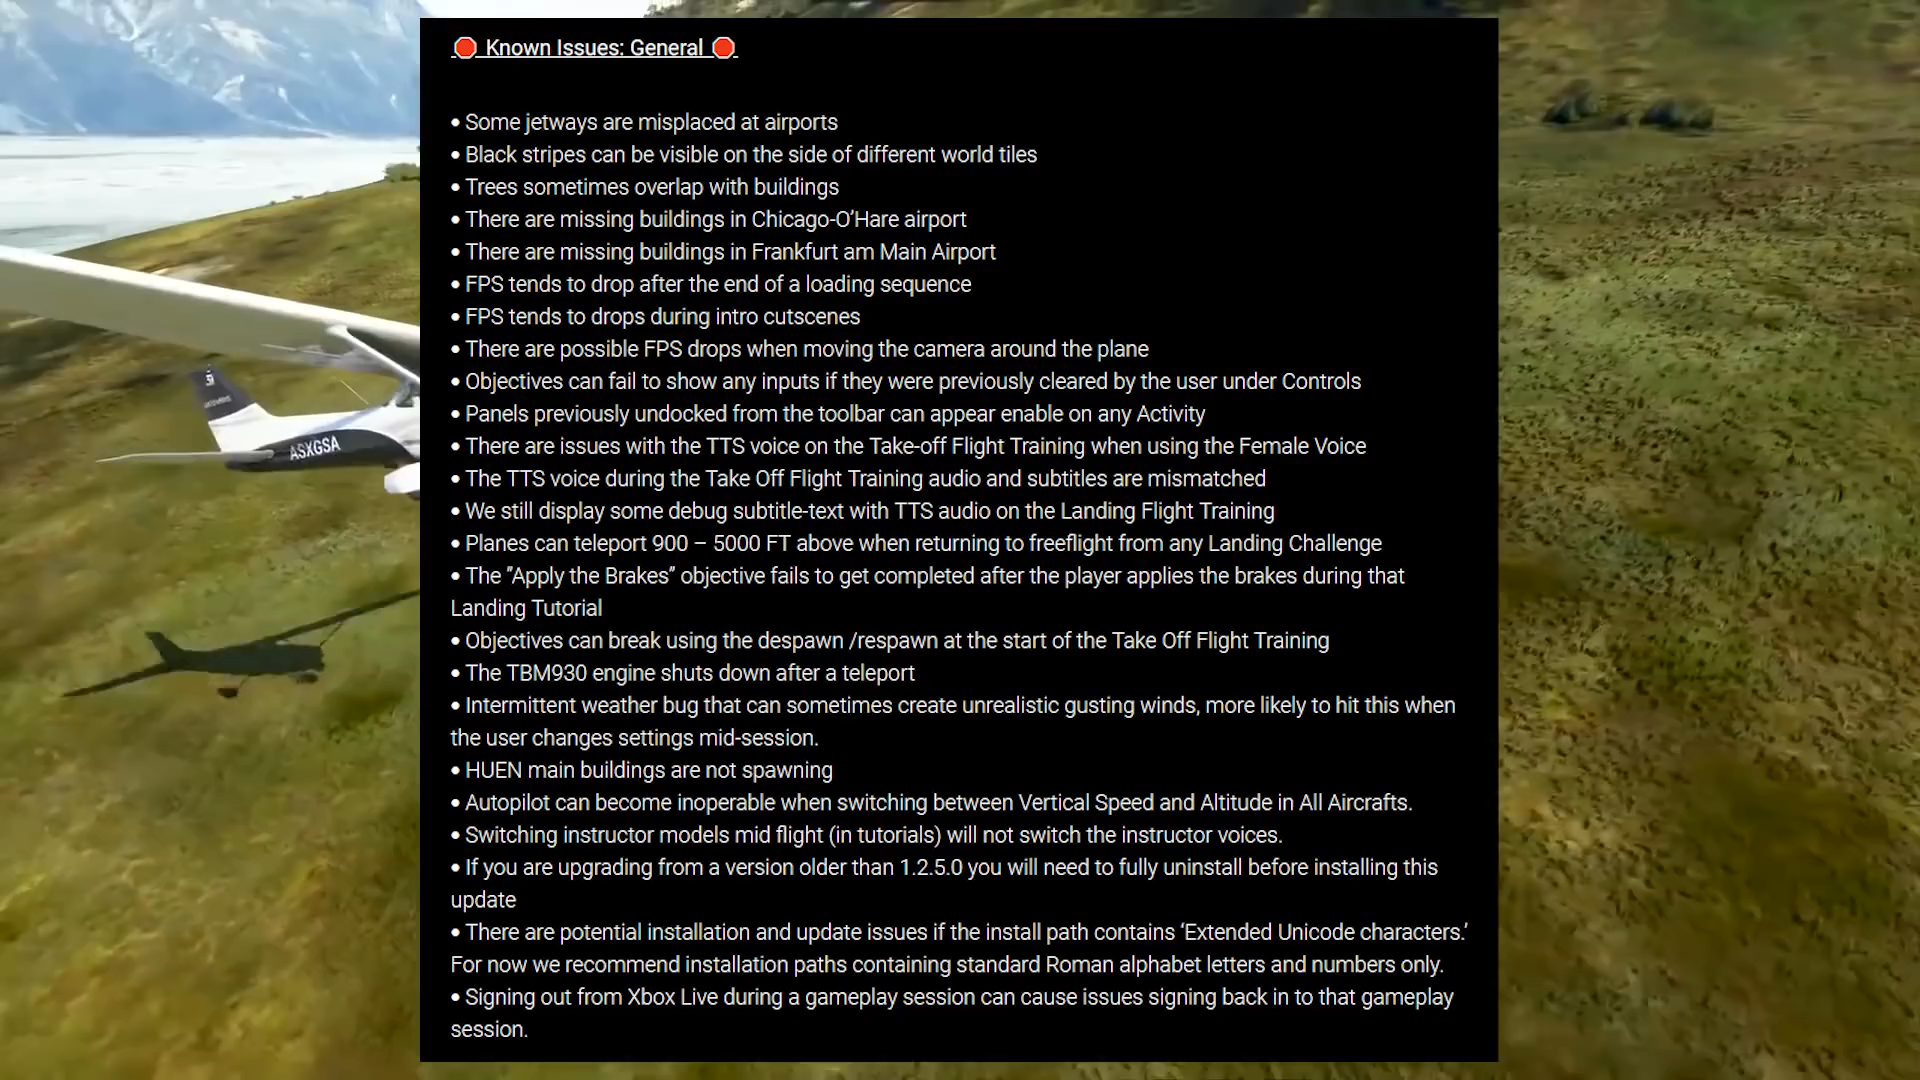 🛑 Known Issues: General 🛑
• Some jetways are misplaced at airports
• Black stripes can be visible on the side of different world tiles
• Trees sometimes overlap with buildings
• There are missing buildings in Chicago-O’Hare airport
• There are missing buildings in Frankfurt am Main Airport
• FPS tends to drop after the end of a loading sequence
• FPS tends to drops during intro cutscenes
• There are possible FPS drops when moving the camera around the plane
• Objectives can fail to show any inputs if they were previously cleared by the user under Controls
• Panels previously undocked from the toolbar can appear enable on any Activity
• There are issues with the TTS voice on the Take-off Flight Training when using the Female Voice
• The TTS voice during the Take Off Flight Training audio and subtitles are mismatched
• We still display some debug subtitle-text with TTS audio on the Landing Flight Training
• Planes can teleport 900 – 5000 FT above when returning to freeflight from any Landing Challenge
• The ”Apply the Brakes” objective fails to get completed after the player applies the brakes during that
Landing Tutorial
• Objectives can break using the despawn /respawn at the start of the Take Off Flight Training
• The TBM930 engine shuts down after a teleport
• Intermittent weather bug that can sometimes create unrealistic gusting winds, more likely to hit this when
the user changes settings mid-session.
• HUEN main buildings are not spawning
• Autopilot can become inoperable when switching between Vertical Speed and Altitude in All Aircrafts.
• Switching instructor models mid flight (in tutorials) will not switch the instructor voices.
• If you are upgrading from a version older than 1.2.5.0 you will need to fully uninstall before installing this
update
• There are potential installation and update issues if the install path contains ‘Extended Unicode characters.’
For now we recommend installation paths containing standard Roman alphabet letters and numbers only.
• Signing out from Xbox Live during a gameplay session can cause issues signing back in to that gameplay
session.
ASXGSA